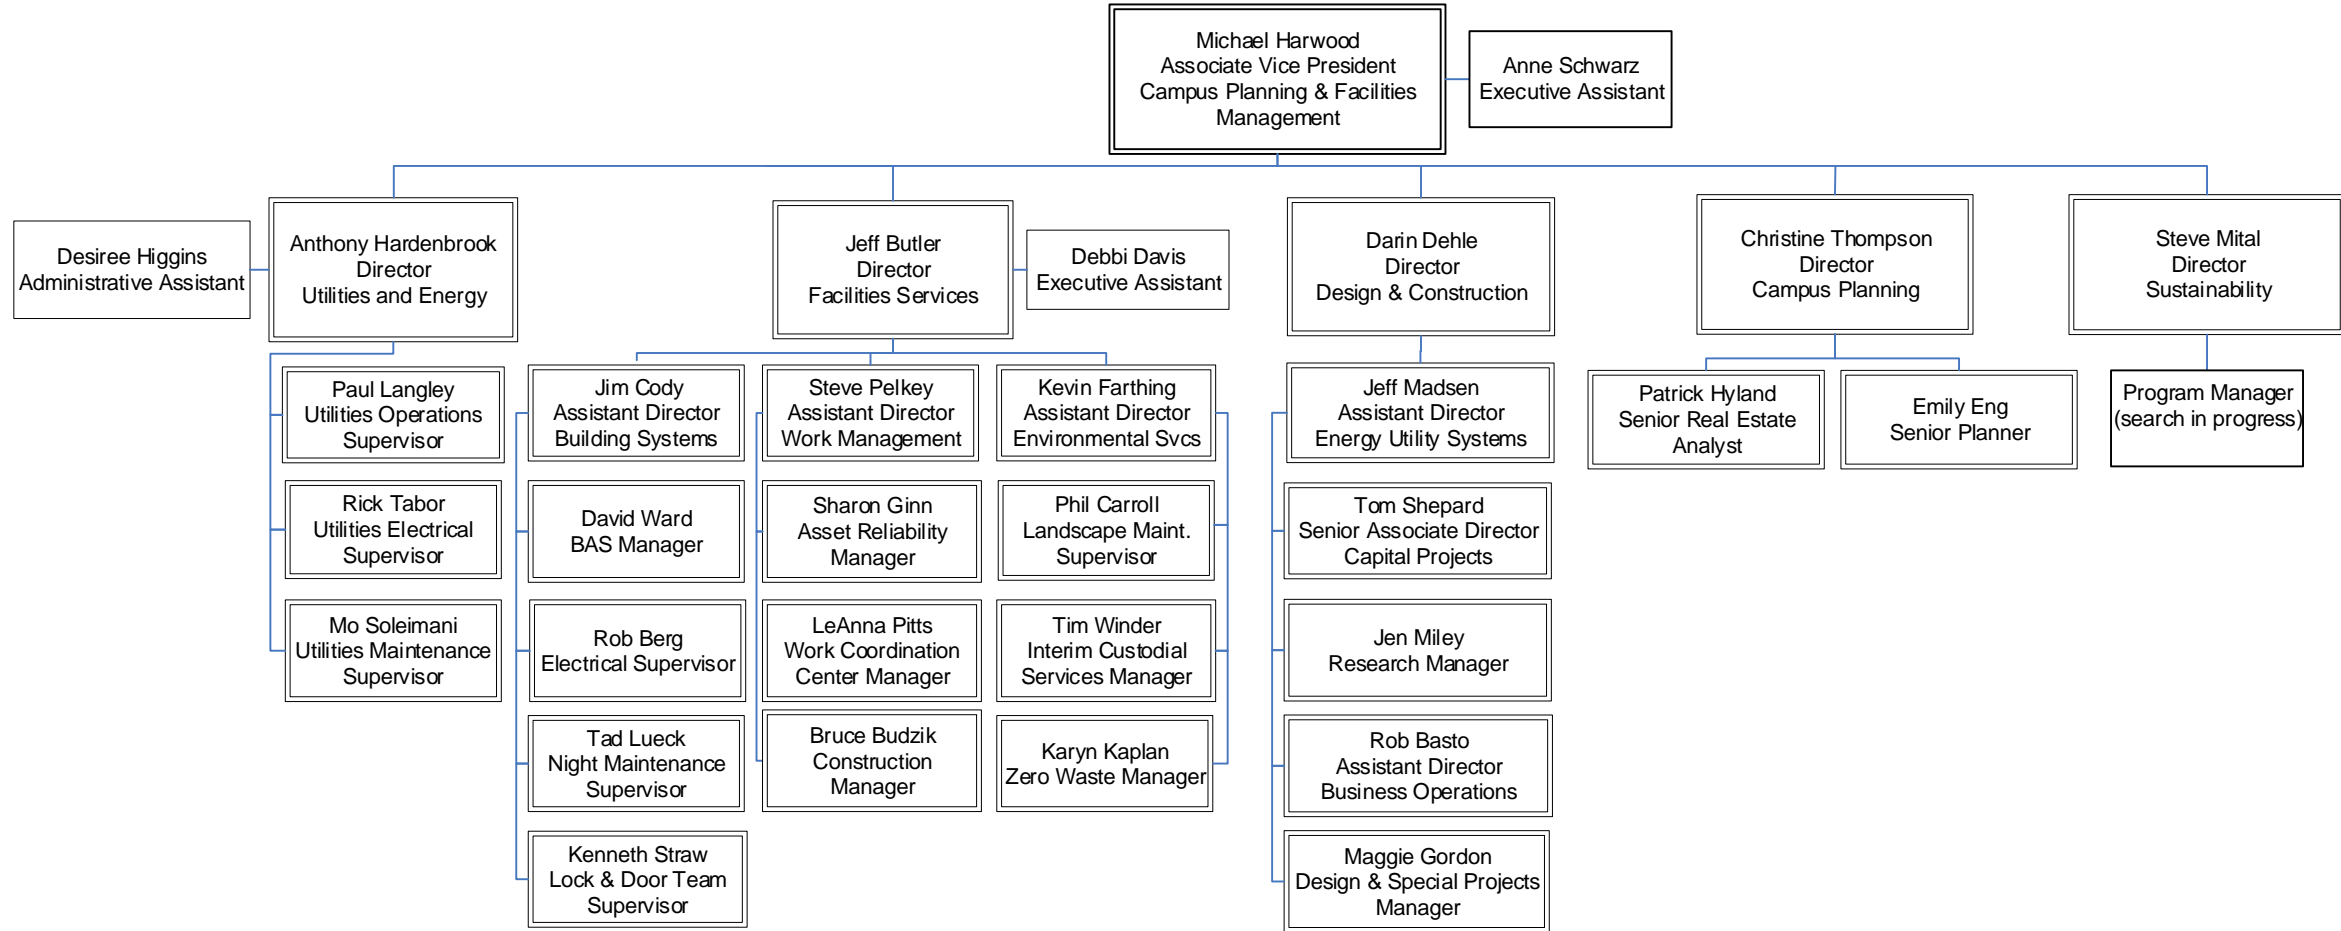 Michael Harwood
Associate Vice President
Campus Planning & Facilities
Management
Anne Schwarz
Executive Assistant
Desiree Higgins
Administrative Assistant
Anthony Hardenbrook
Director
Utilities and Energy
Jeff Butler
Director
Facilities Services
Debbi Davis
Executive Assistant
Darin Dehle
Director
Design & Construction
Christine Thompson
Director
Campus Planning
Steve Mital
Director
Sustainability
Paul Langley
Utilities Operations
Supervisor
Rick Tabor
Utilities Electrical
Supervisor
Mo Soleimani
Utilities Maintenance
Supervisor
Jim Cody
Assistant Director
Building Systems
David Ward
BAS Manager
Rob Berg
Electrical Supervisor
Tad Lueck
Night Maintenance
Supervisor
Kenneth Straw
Lock & Door Team
Supervisor
Steve Pelkey
Assistant Director
Work Management
Sharon Ginn
Asset Reliability
Manager
LeAnna Pitts
Work Coordination
Center Manager
Bruce Budzik
Construction
Manager
Kevin Farthing
Assistant Director
Environmental Svcs
Phil Carroll
Landscape Maint.
Supervisor
Tim Winder
Interim Custodial
Services Manager
Karyn Kaplan
Zero Waste Manager
Jeff Madsen
Assistant Director
Energy Utility Systems
Tom Shepard
Senior Associate Director
Capital Projects
Jen Miley
Research Manager
Rob Basto
Assistant Director
Business Operations
Maggie Gordon
Design & Special Projects
Manager
Patrick Hyland
Senior Real Estate
Analyst
Emily Eng
Senior Planner
Program Manager
(search in progress)